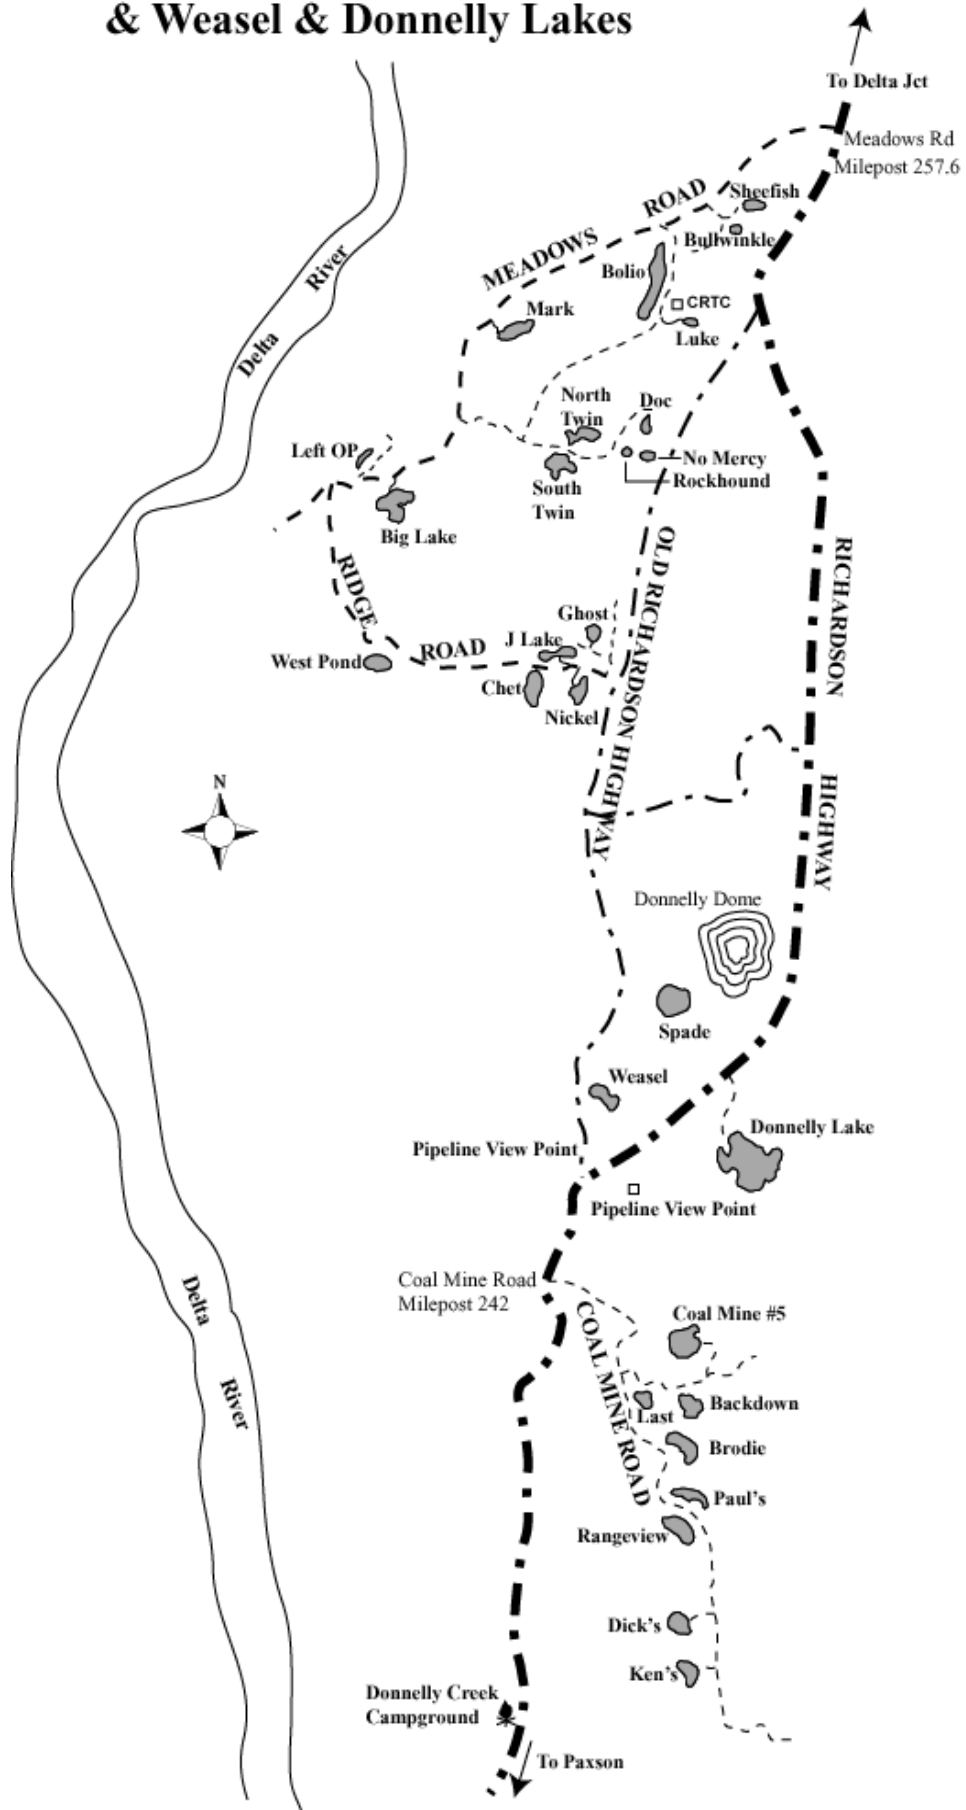 & Weasel & Donnelly Lakes
To Delta Jct
Meadows Rd
Milepost 257.6
Sheefish
MEADOWS ROAD
Bullwinkle
Delta River
Bolio
CRTC
Mark
Luke
North
Twin
Doc
Left OP
No Mercy
Rockhound
South
Twin
Big Lake
OLD RICHARDSON HIGHWAY
RICHARDSON HIGHWAY
RIDGE ROAD
Ghost
J Lake
West Pond
Chet
Nickel
N
Donnelly Dome
Spade
Weasel
Donnelly Lake
Pipeline View Point
Pipeline View Point
Coal Mine Road
Milepost 242
Delta River
COAL MINE ROAD
Coal Mine #5
Last
Backdown
Brodie
Paul's
Rangeview
Dick's
Ken's
Donnelly Creek
Campground
To Paxson